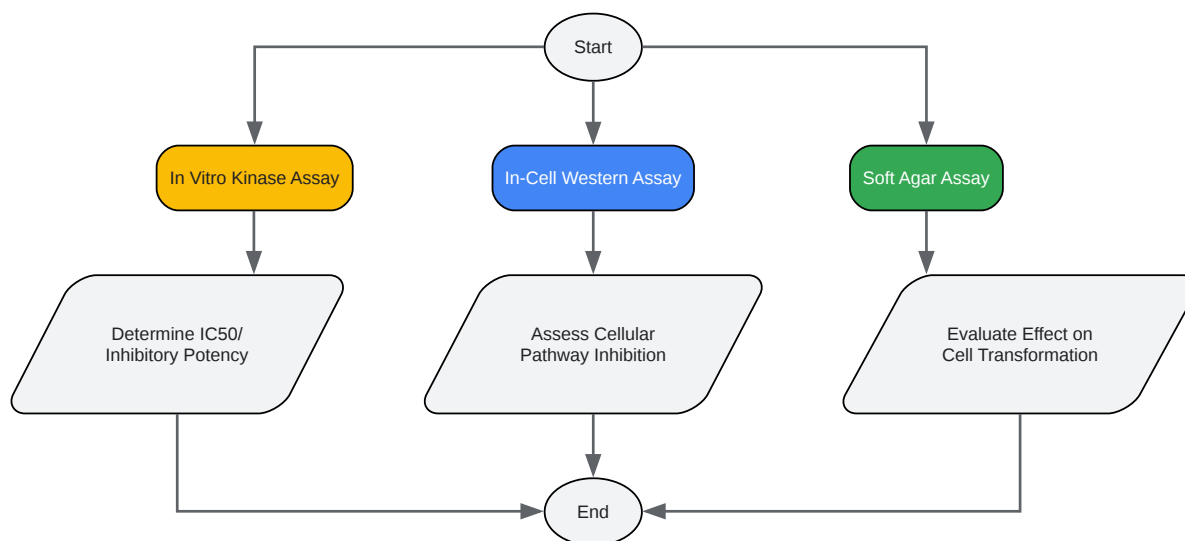 Start
In Vitro Kinase Assay
In-Cell Western Assay
Soft Agar Assay
Determine IC50/
Inhibitory Potency
Assess Cellular
Pathway Inhibition
Evaluate Effect on
Cell Transformation
End